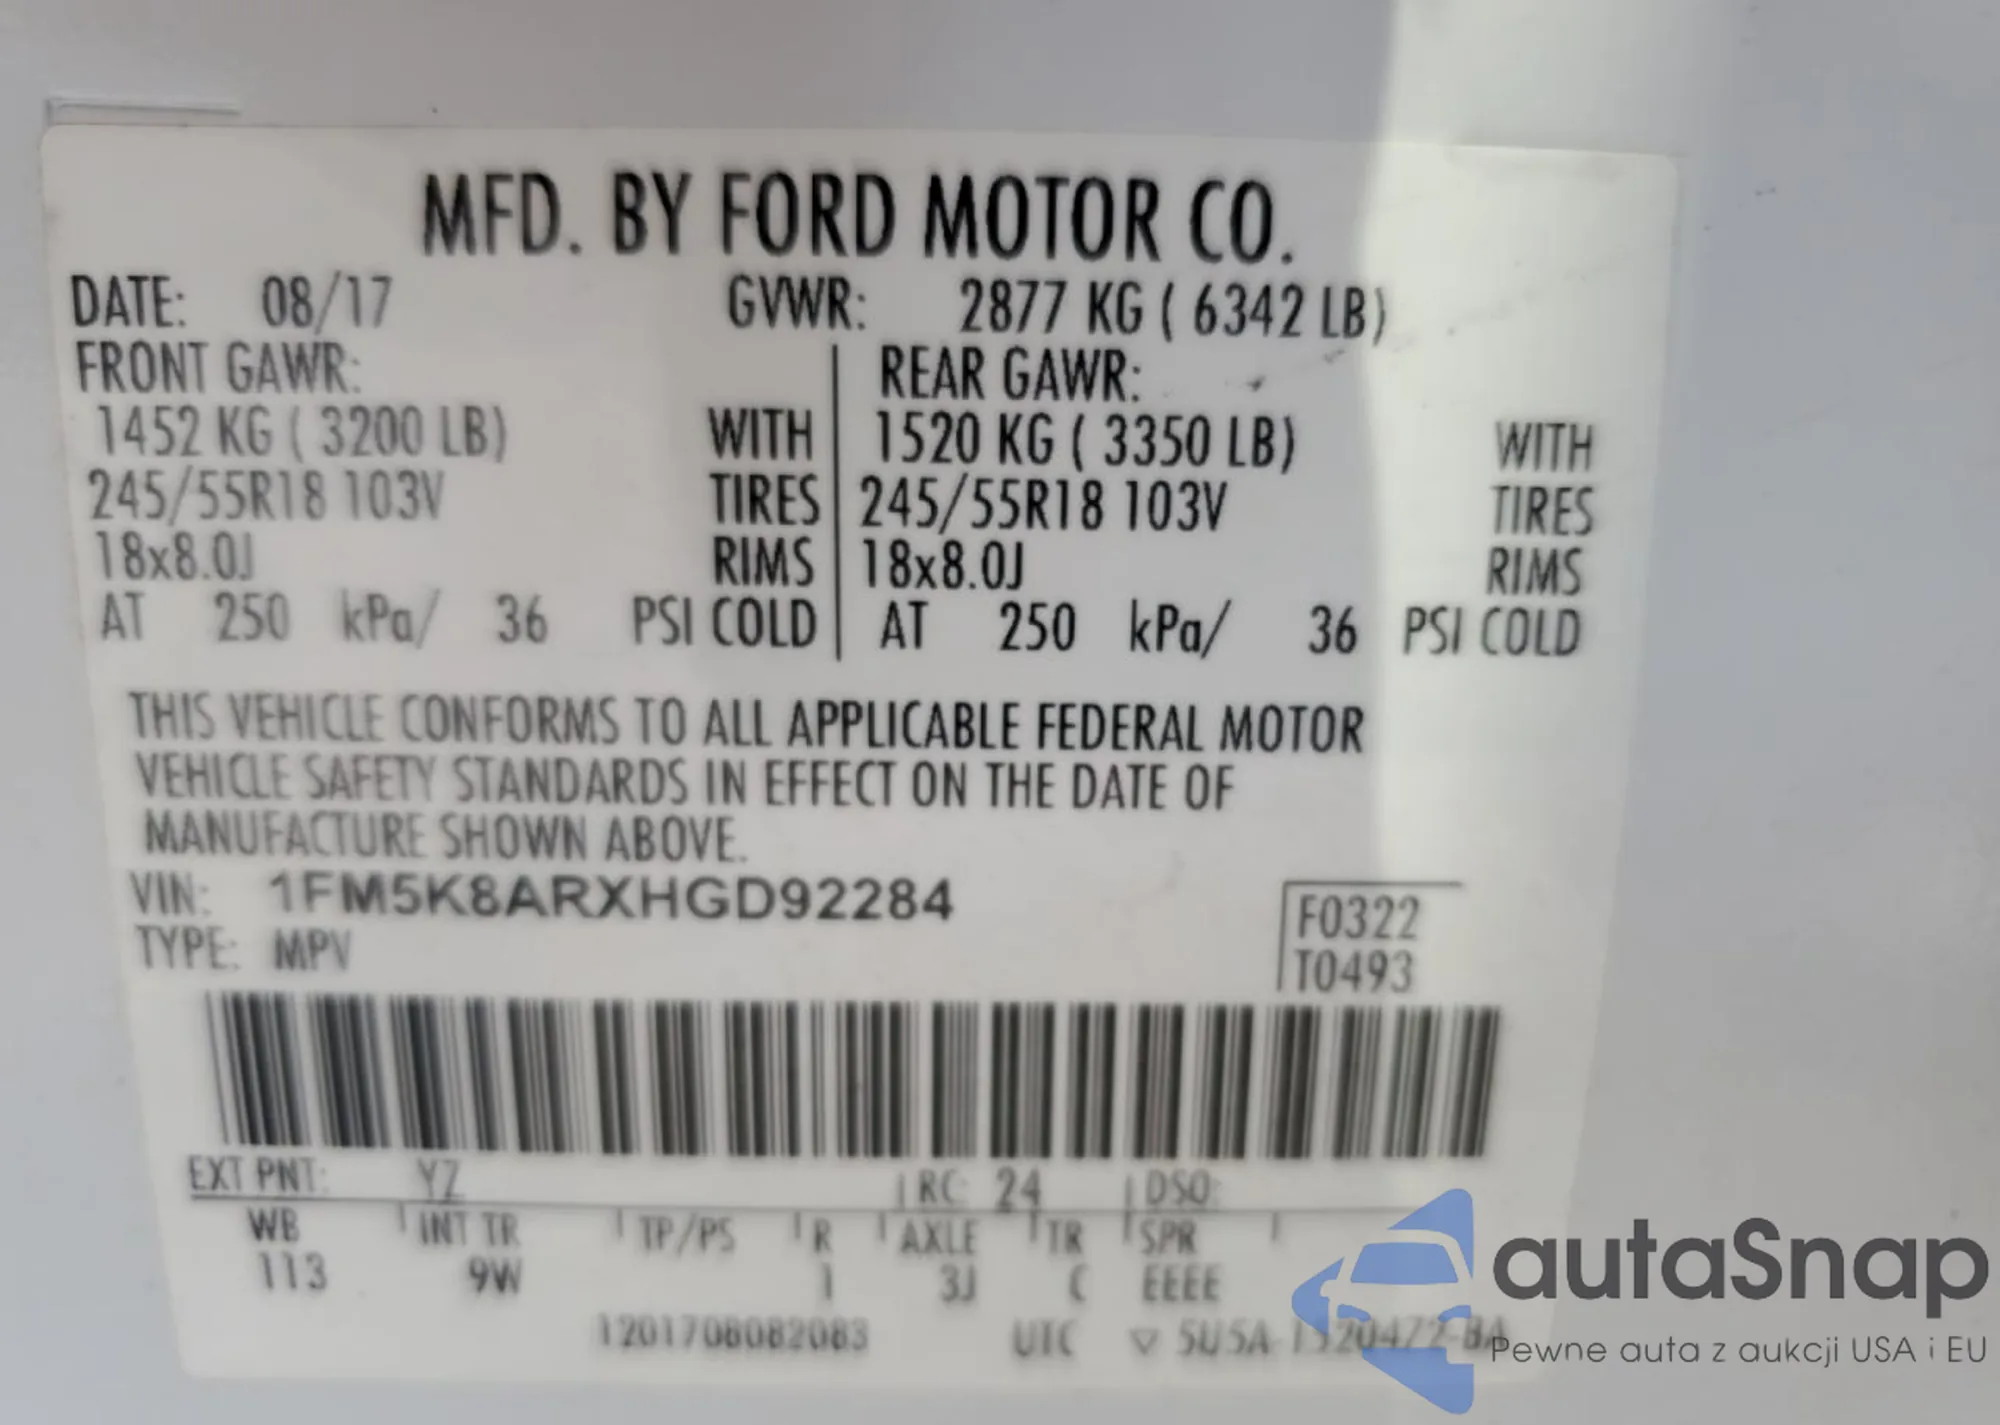 MFD. BY FORD MOTOR CO.
DATE: 08/17 GVWR: 2877 KG ( 6342 LB)
FRONT GAWR: REAR GAWR:
1452 KG ( 3200 LB) WITH 1520 KG ( 3350 LB) WITH
245/55R18 103V TIRES 245/55R18 103V TIRES
18x8.0J RIMS 18x8.0J RIMS
AT 250 kPa/ 36 PSI COLD AT 250 kPa/ 36 PSI COLD
THIS VEHICLE CONFORMS TO ALL APPLICABLE FEDERAL MOTOR
VEHICLE SAFETY STANDARDS IN EFFECT ON THE DATE OF
MANUFACTURE SHOWN ABOVE.
VIN: 1FM5K8ARXHGD92284
F0322
TYPE: MPV
T0493
EXT PNT: YZ RC: 24 DSO:
WB INT TR TP/PS R AXLE TR SPR
113 9W 1 3J C EEEE
1201708082083 UTC
autaSnap
Pewne auta z aukcji USA i EU